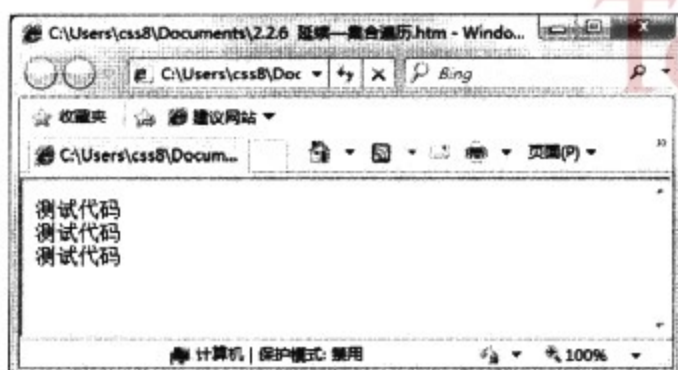 C:\Users\css8\Documents\2.2.6 延续—集合遍历.htm - Windo...
C:\Users\css8\Doc Bing
收藏夹 建议网站
C:\Users\css8\Docum... 页面(P)
测试代码
测试代码
测试代码
计算机 | 保护模式: 禁用 100%